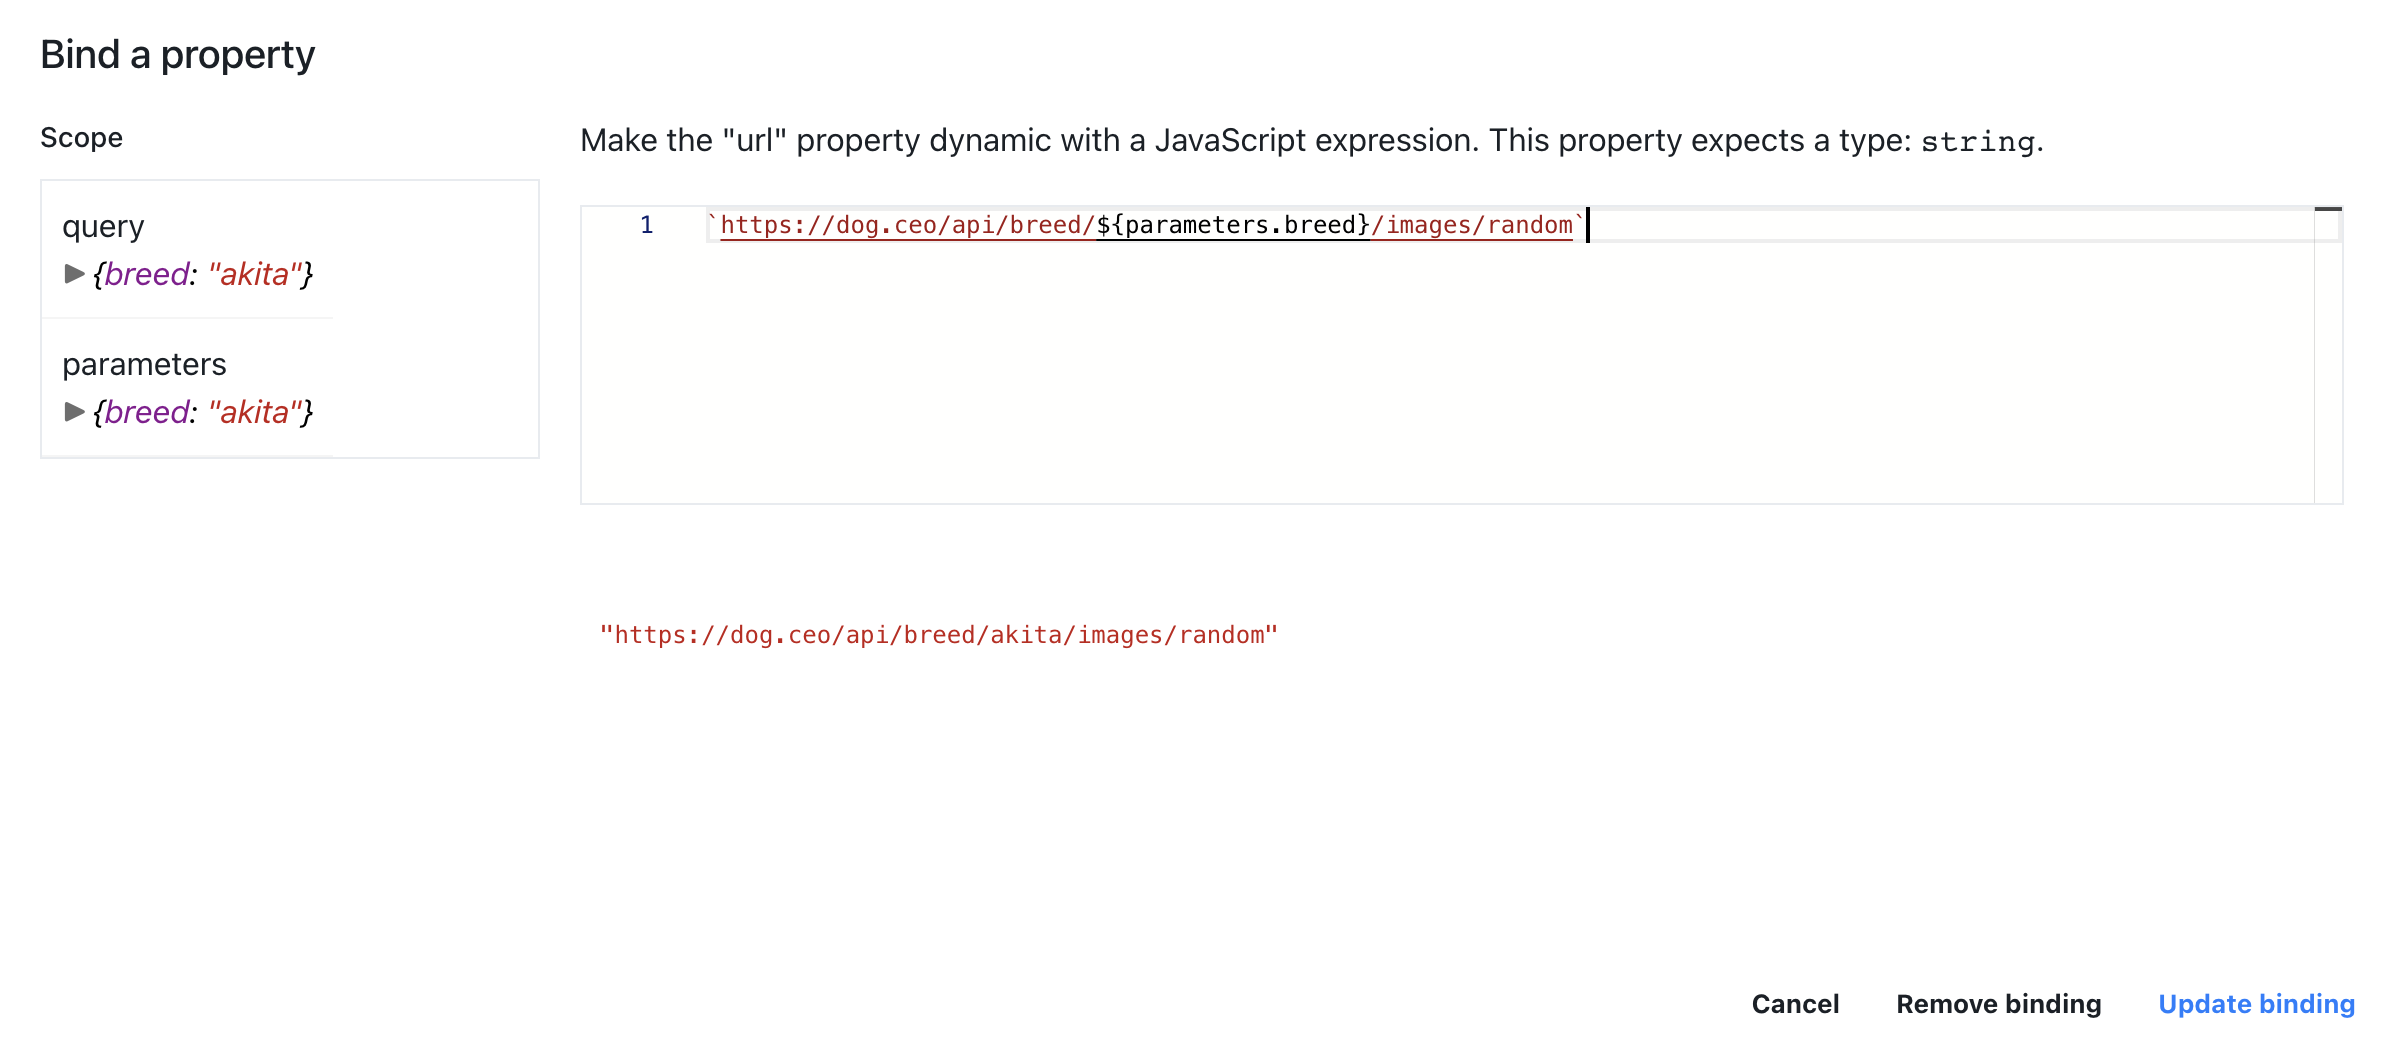 Bind a property
Scope
query
{breed: "akita"}
parameters
{breed: "akita"}
Make the "url" property dynamic with a JavaScript expression. This property expects a type: string.
1 `https://dog.ceo/api/breed/${parameters.breed}/images/random`
"https://dog.ceo/api/breed/akita/images/random"
Cancel Remove binding Update binding